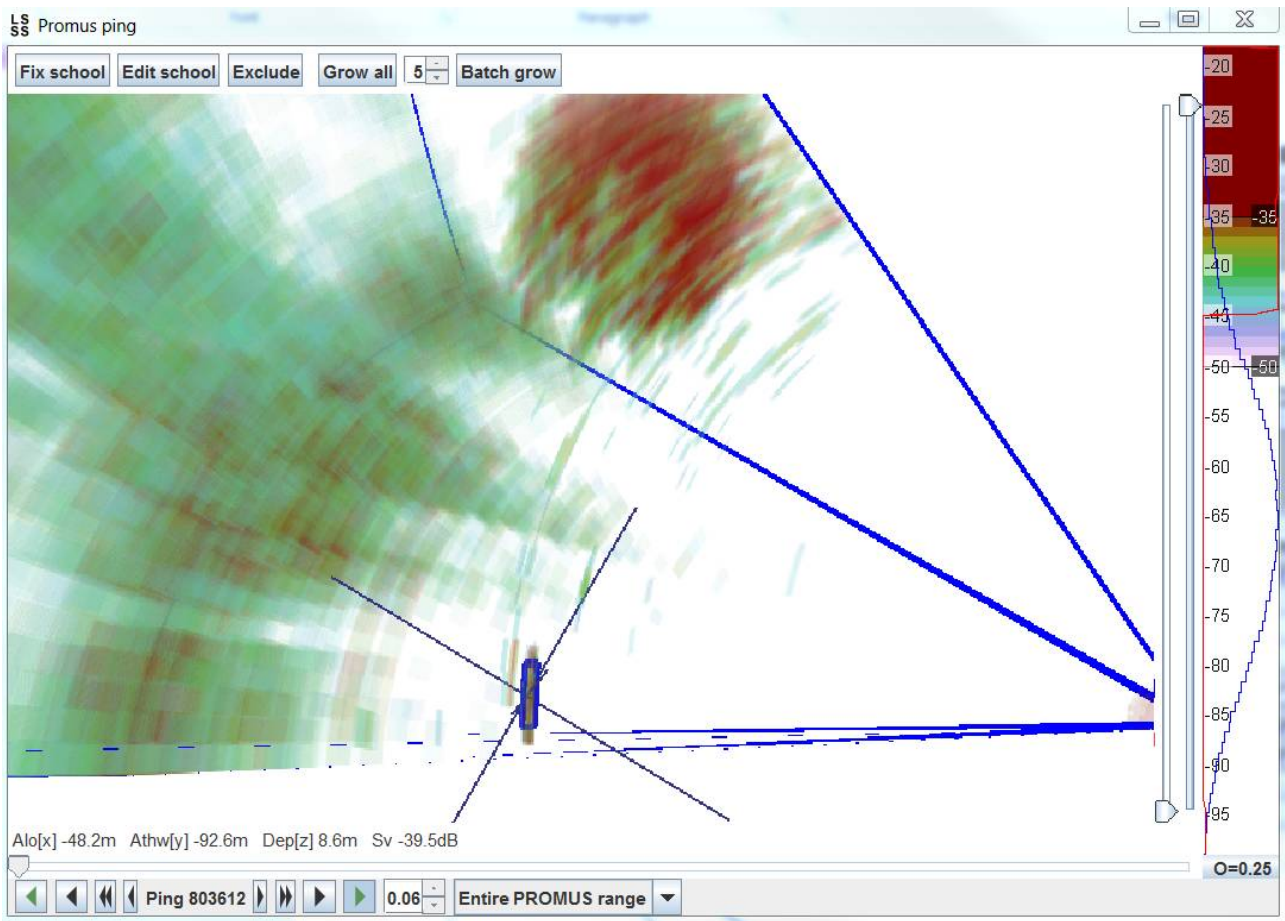 LS
SS Promus ping
Fix school Edit school Exclude Grow all 5 Batch grow
-20
-25
-30
-35 -35
-40
-45
-50 -50
-55
-60
-65
-70
-75
-80
-85
-90
-95
Alo[x] -48.2m Athw[y] -92.6m Dep[z] 8.6m Sv -39.5dB
O=0.25
Ping 803612 0.06 Entire PROMUS range